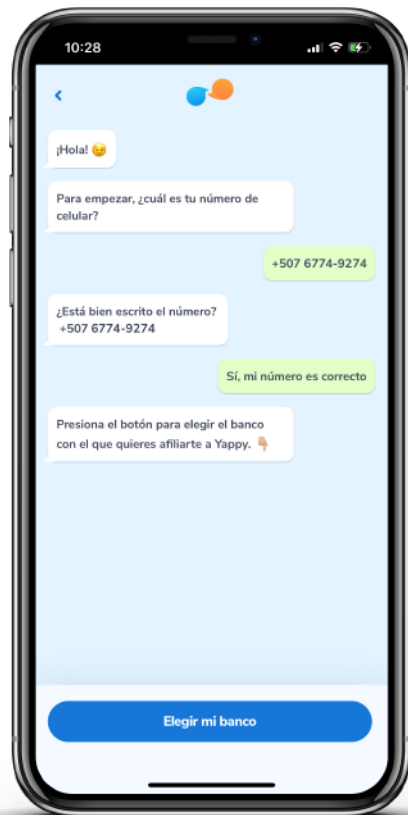 10:28
¡Hola! 😉
Para empezar, ¿cuál es tu número de
celular?
+507 6774-9274
¿Está bien escrito el número?
+507 6774-9274
Sí, mi número es correcto
Presiona el botón para elegir el banco
con el que quieres afiliarte a Yappy. 👇🏼
Elegir mi banco